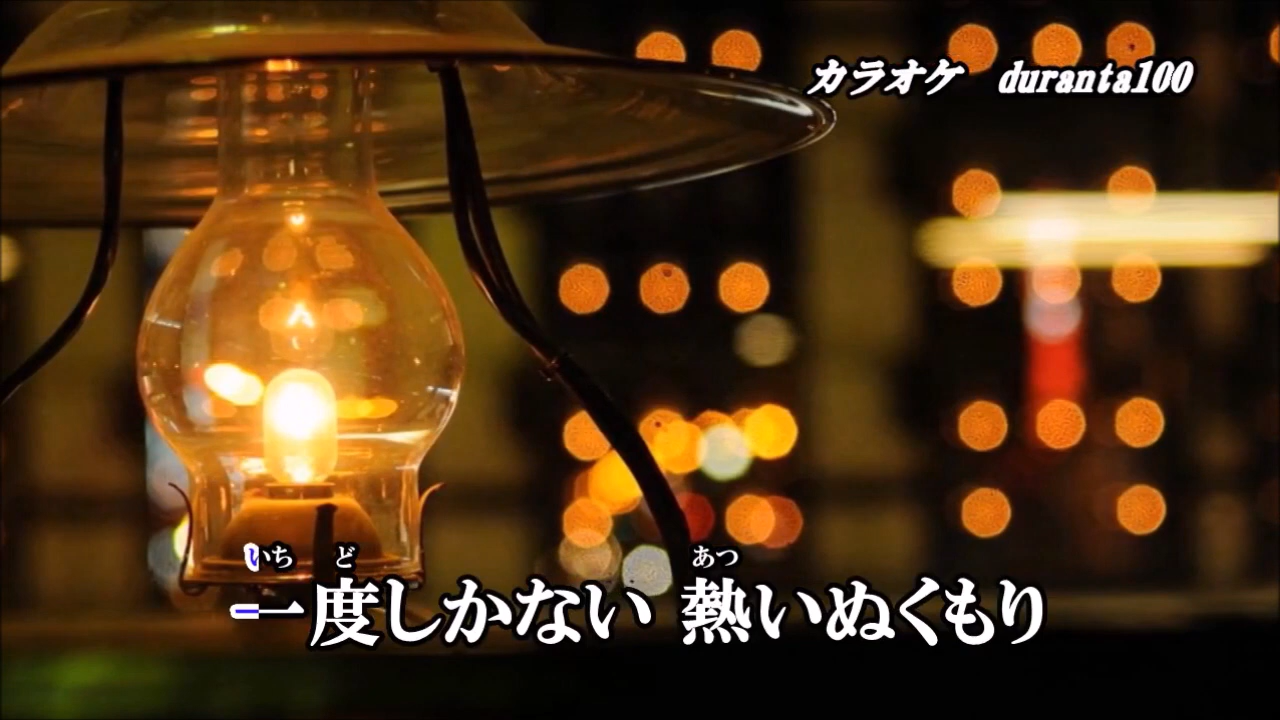 カラオケ duranta100
いち ど あつ
一度しかない 熱いぬくもり